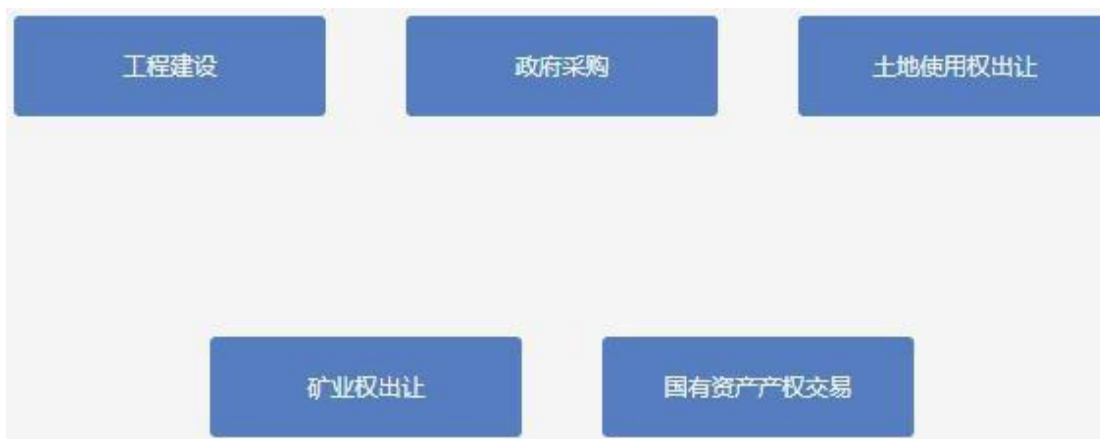 工程建设
政府采购
土地使用权出让
矿业权出让
国有资产产权交易